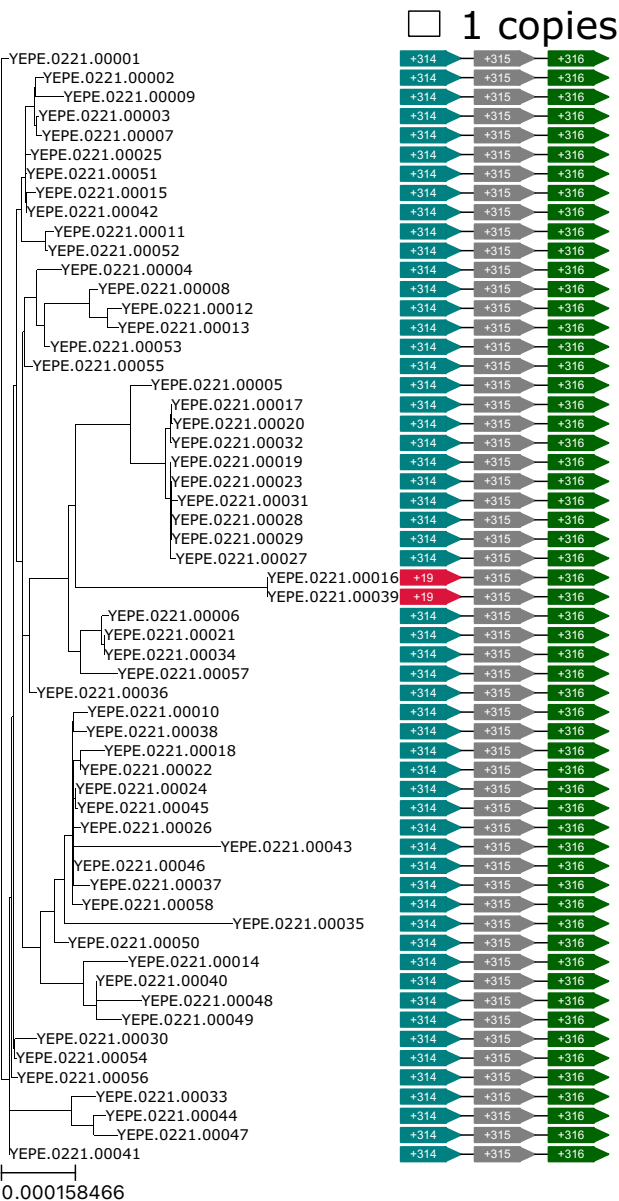 1 copies
YEPE.0221.00001 +314 +315 +316
YEPE.0221.00002 +314 +315 +316
YEPE.0221.00009 +314 +315 +316
YEPE.0221.00003 +314 +315 +316
YEPE.0221.00007 +314 +315 +316
YEPE.0221.00025 +314 +315 +316
YEPE.0221.00051 +314 +315 +316
YEPE.0221.00015 +314 +315 +316
YEPE.0221.00042 +314 +315 +316
YEPE.0221.00011 +314 +315 +316
YEPE.0221.00052 +314 +315 +316
YEPE.0221.00004 +314 +315 +316
YEPE.0221.00008 +314 +315 +316
YEPE.0221.00012 +314 +315 +316
YEPE.0221.00013 +314 +315 +316
YEPE.0221.00053 +314 +315 +316
YEPE.0221.00055 +314 +315 +316
YEPE.0221.00005 +314 +315 +316
YEPE.0221.00017 +314 +315 +316
YEPE.0221.00020 +314 +315 +316
YEPE.0221.00032 +314 +315 +316
YEPE.0221.00019 +314 +315 +316
YEPE.0221.00023 +314 +315 +316
YEPE.0221.00031 +314 +315 +316
YEPE.0221.00028 +314 +315 +316
YEPE.0221.00029 +314 +315 +316
YEPE.0221.00027 +314 +315 +316
YEPE.0221.00016 +19 +315 +316
YEPE.0221.00039 +19 +315 +316
YEPE.0221.00006 +314 +315 +316
YEPE.0221.00021 +314 +315 +316
YEPE.0221.00034 +314 +315 +316
YEPE.0221.00057 +314 +315 +316
YEPE.0221.00036 +314 +315 +316
YEPE.0221.00010 +314 +315 +316
YEPE.0221.00038 +314 +315 +316
YEPE.0221.00018 +314 +315 +316
YEPE.0221.00022 +314 +315 +316
YEPE.0221.00024 +314 +315 +316
YEPE.0221.00045 +314 +315 +316
YEPE.0221.00026 +314 +315 +316
YEPE.0221.00043 +314 +315 +316
YEPE.0221.00046 +314 +315 +316
YEPE.0221.00037 +314 +315 +316
YEPE.0221.00058 +314 +315 +316
YEPE.0221.00035 +314 +315 +316
YEPE.0221.00050 +314 +315 +316
YEPE.0221.00014 +314 +315 +316
YEPE.0221.00040 +314 +315 +316
YEPE.0221.00048 +314 +315 +316
YEPE.0221.00049 +314 +315 +316
YEPE.0221.00030 +314 +315 +316
YEPE.0221.00054 +314 +315 +316
YEPE.0221.00056 +314 +315 +316
YEPE.0221.00033 +314 +315 +316
YEPE.0221.00044 +314 +315 +316
YEPE.0221.00047 +314 +315 +316
YEPE.0221.00041 +314 +315 +316
0.000158466